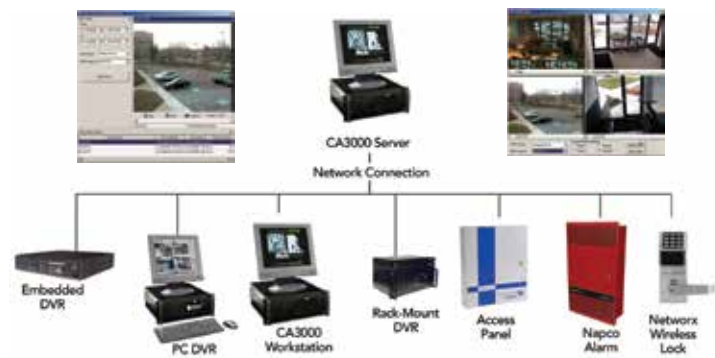 CA3000 Server
Network Connection
Embedded
DVR
PC DVR
CA3000
Workstation
Rack-Mount
DVR
Access
Panel
Napco
Alarm
Networx
Wireless
Lock